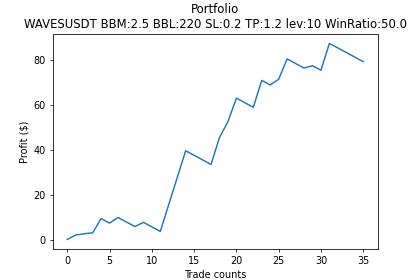 Portfolio
WAVESUSDT BBM:2.5 BBL:220 SL:0.2 TP:1.2 lev:10 WinRatio:50.0
Profit ($)
80
60
40
20
0
0 5 10 15 20 25 30 35
Trade counts